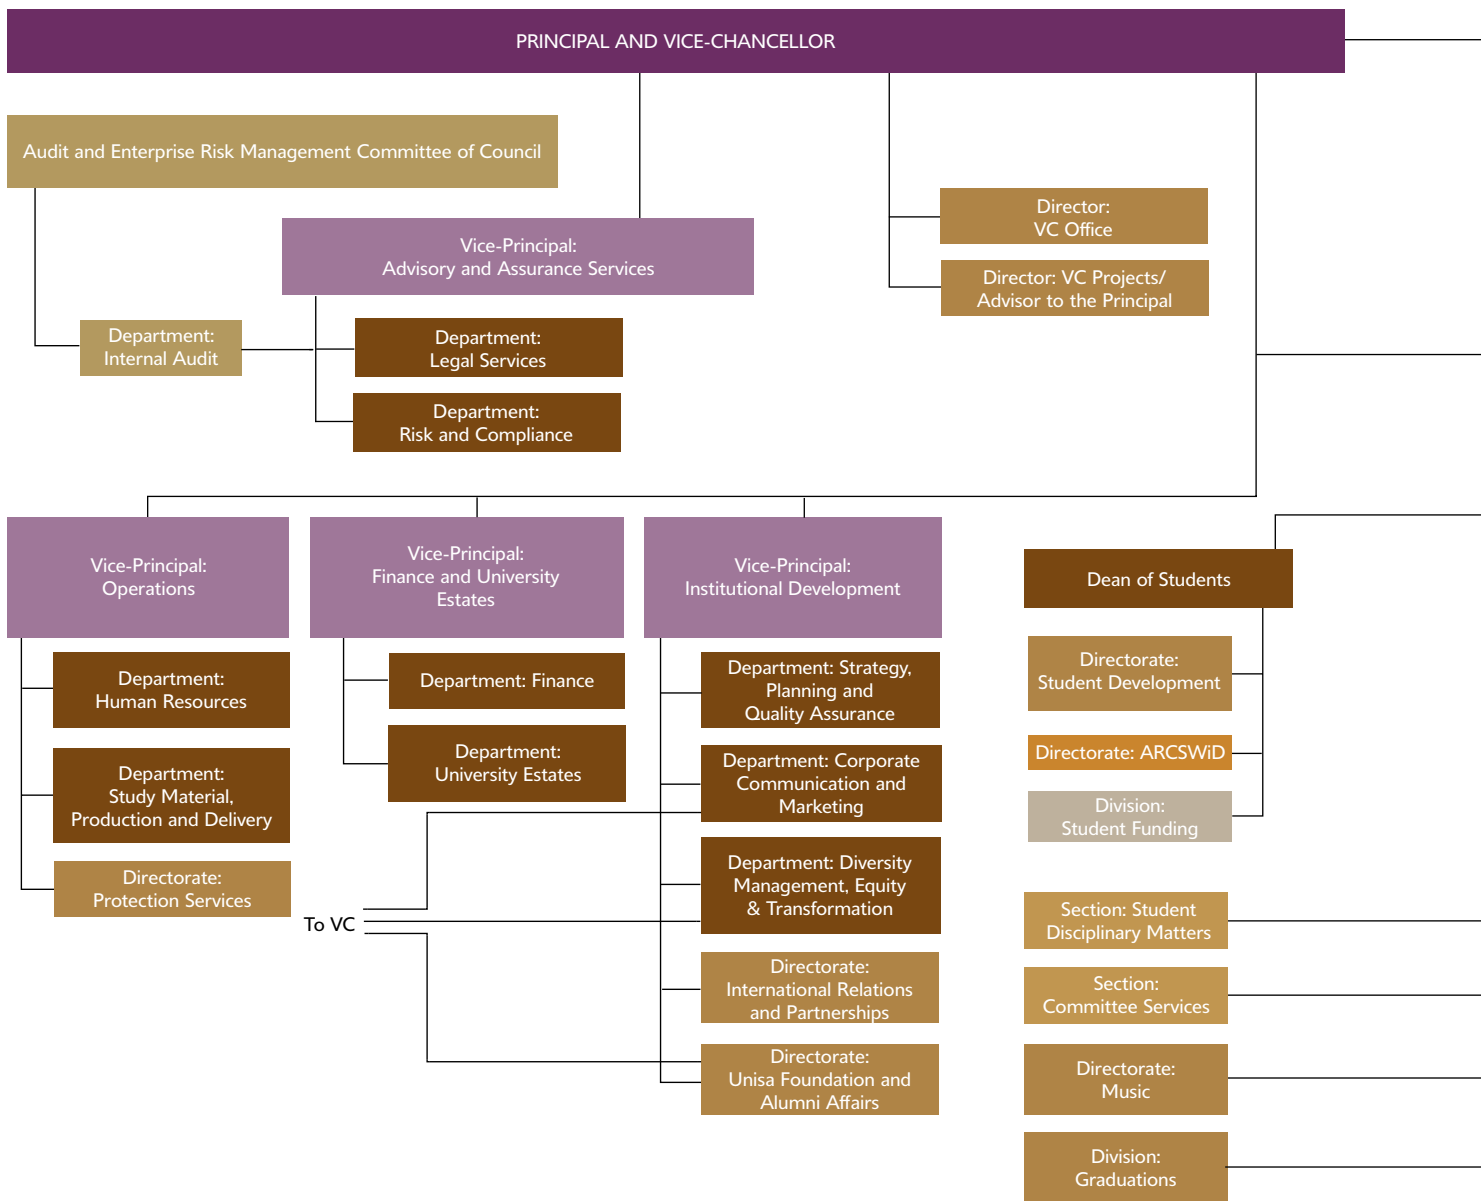 PRINCIPAL AND VICE-CHANCELLOR
Audit and Enterprise Risk Management Committee of Council
Director:
VC Office
Vice-Principal:
Advisory and Assurance Services
Director: VC Projects/
Advisor to the Principal
Department:
Internal Audit
Department:
Legal Services
Department:
Risk and Compliance
Vice-Principal:
Operations
Vice-Principal:
Finance and University
Estates
Vice-Principal:
Institutional Development
Dean of Students
Department:
Human Resources
Department:
Study Material,
Production and Delivery
Directorate:
Protection Services
Department: Finance
Department:
University Estates
To VC
Department: Strategy,
Planning and
Quality Assurance
Department: Corporate
Communication and
Marketing
Department: Diversity
Management, Equity
& Transformation
Directorate:
International Relations
and Partnerships
Directorate:
Unisa Foundation and
Alumni Affairs
Directorate:
Student Development
Directorate: ARCSWiD
Division:
Student Funding
Section: Student
Disciplinary Matters
Section:
Committee Services
Directorate:
Music
Division:
Graduations